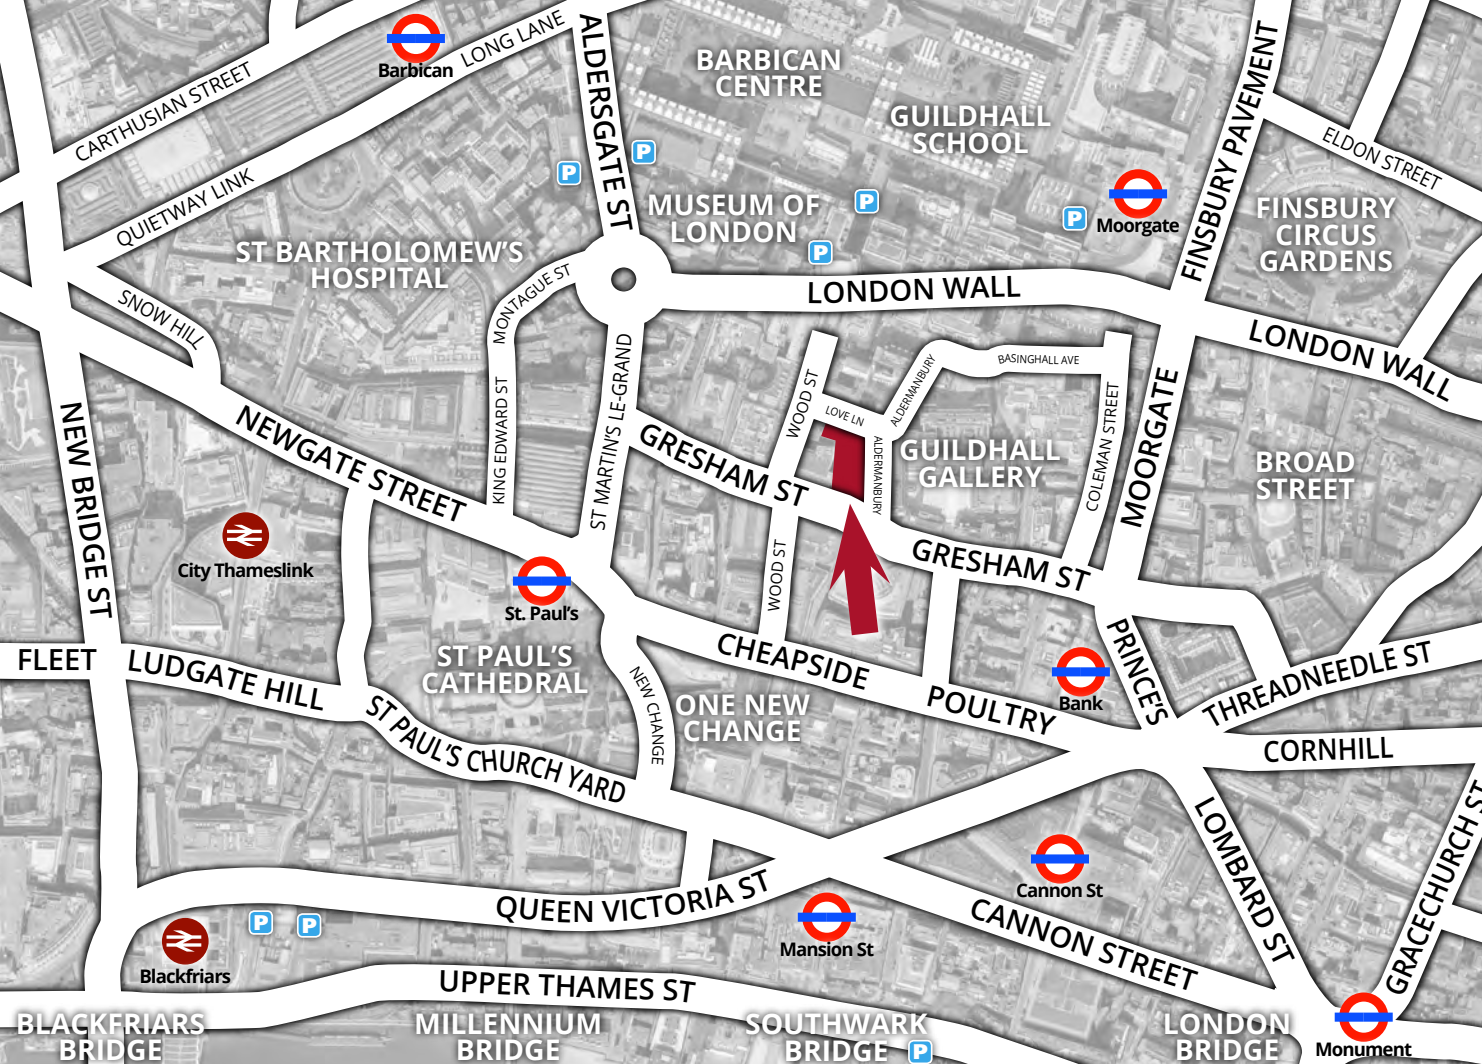 Barbican
LONG LANE
ALDERSGATE ST
CARTHUSIAN STREET
QUIETWAY LINK
BARBICAN
CENTRE
GUILDHALL
SCHOOL
FINSBURY PAVEMENT
ELDON STREET
P
P
P
P
P
Moorgate
MUSEUM OF
LONDON
FINSBURY
CIRCUS
GARDENS
ST BARTHOLOMEW'S
HOSPITAL
SNOW HILL
MONTAGUE ST
LONDON WALL
LONDON WALL
NEW BRIDGE ST
NEWGATE STREET
KING EDWARD ST
ST MARTIN'S LE-GRAND
GRESHAM ST
WOOD ST
LOVE LN
ALDERMANBURY
ALDERMANBURY
BASINGHALL AVE
COLEMAN STREET
GUILDHALL
GALLERY
MOORGATE
BROAD
STREET
City Thameslink
St. Paul's
WOOD ST
GRESHAM ST
FLEET
LUDGATE HILL
ST PAUL'S
CATHEDRAL
NEW CHANGE
ONE NEW
CHANGE
CHEAPSIDE
POULTRY
Bank
PRINCE'S
THREADNEEDLE ST
CORNHILL
ST PAUL'S CHURCH YARD
LOMBARD ST
GRACECHURCH ST
QUEEN VICTORIA ST
Mansion St
Cannon St
CANNON STREET
P
P
Blackfriars
UPPER THAMES ST
BLACKFRIARS
BRIDGE
MILLENNIUM
BRIDGE
SOUTHWARK
BRIDGE
P
LONDON
BRIDGE
Monument